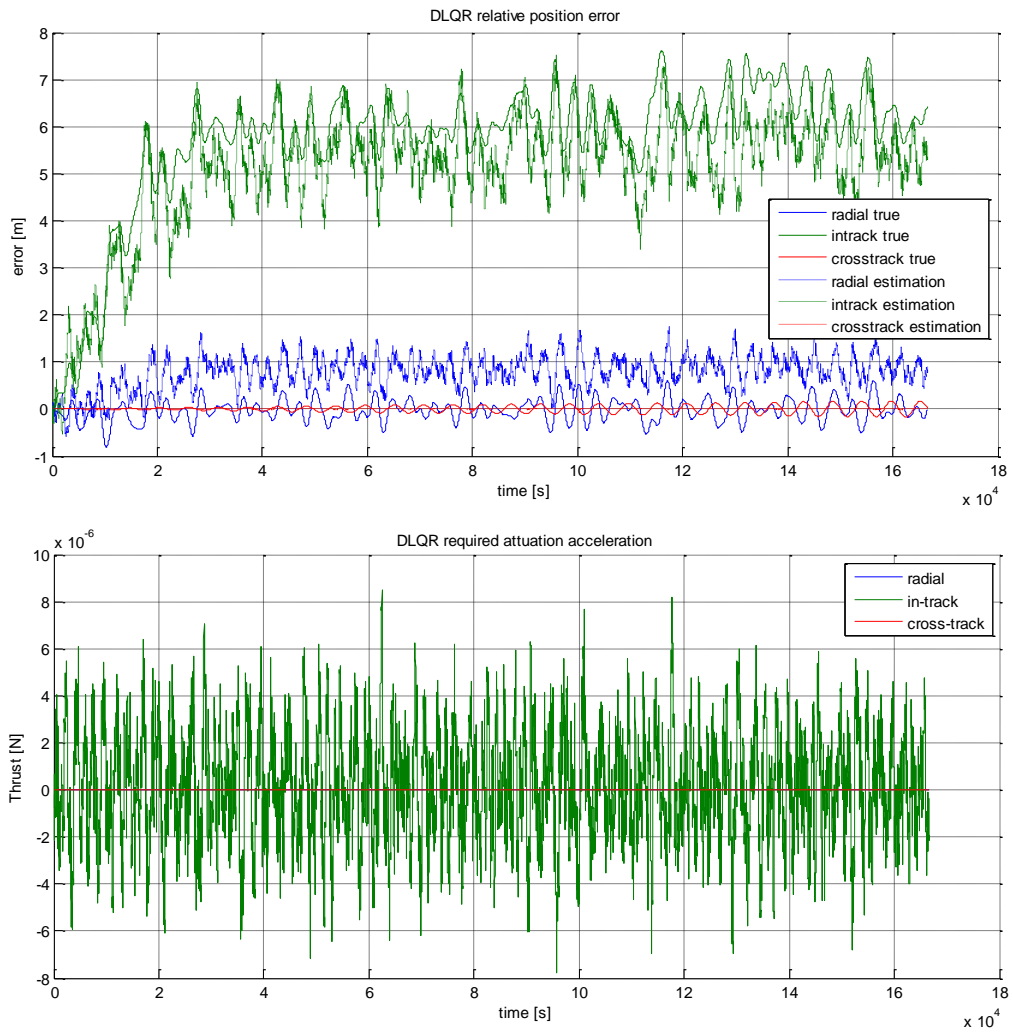 DLQR relative position error
8
7
6
5
4
3
2
1
0
-1
error [m]
radial true
intrack true
crosstrack true
radial estimation
intrack estimation
crosstrack estimation
0 2 4 6 8 10 12 14 16 18
time [s]
x 10^4
x 10^-6
DLQR required attuation acceleration
10
8
6
4
2
0
-2
-4
-6
-8
Thrust [N]
radial
in-track
cross-track
0 2 4 6 8 10 12 14 16 18
time [s]
x 10^4